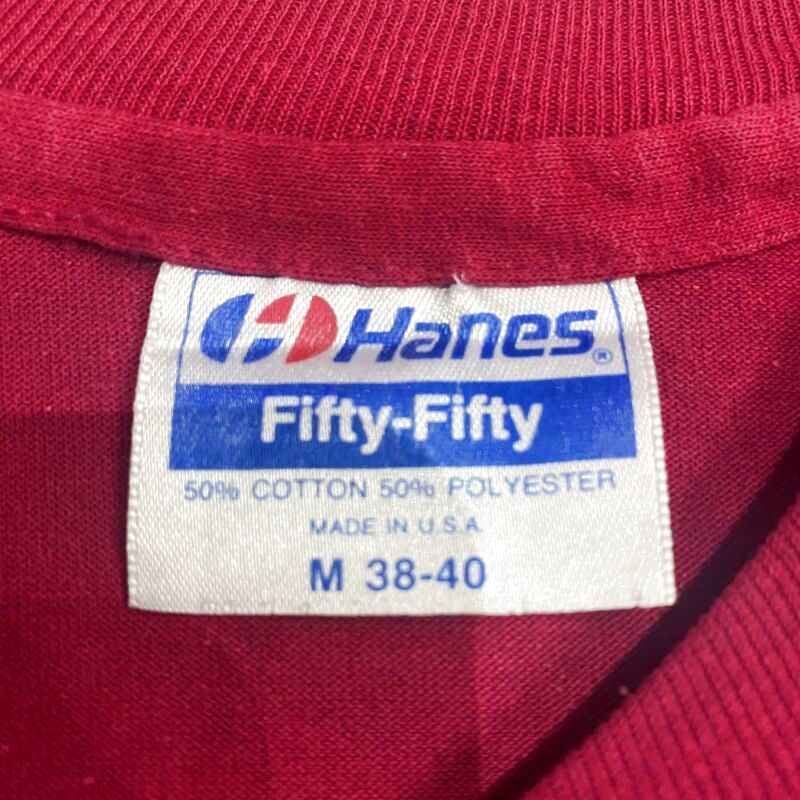 Hanes®
Fifty-Fifty
50% COTTON 50% POLYESTER
MADE IN U.S.A.
M 38-40